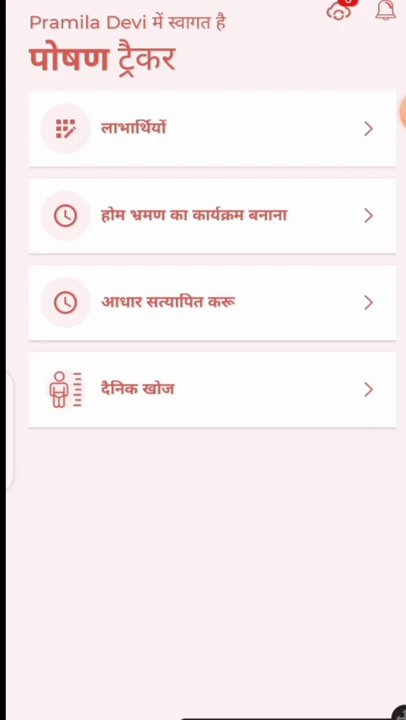 Pramila Devi में स्वागत है
पोषण ट्रैकर
लाभार्थियों
होम भ्रमण का कार्यक्रम बनाना
आधार सत्यापित करू
दैनिक खोज